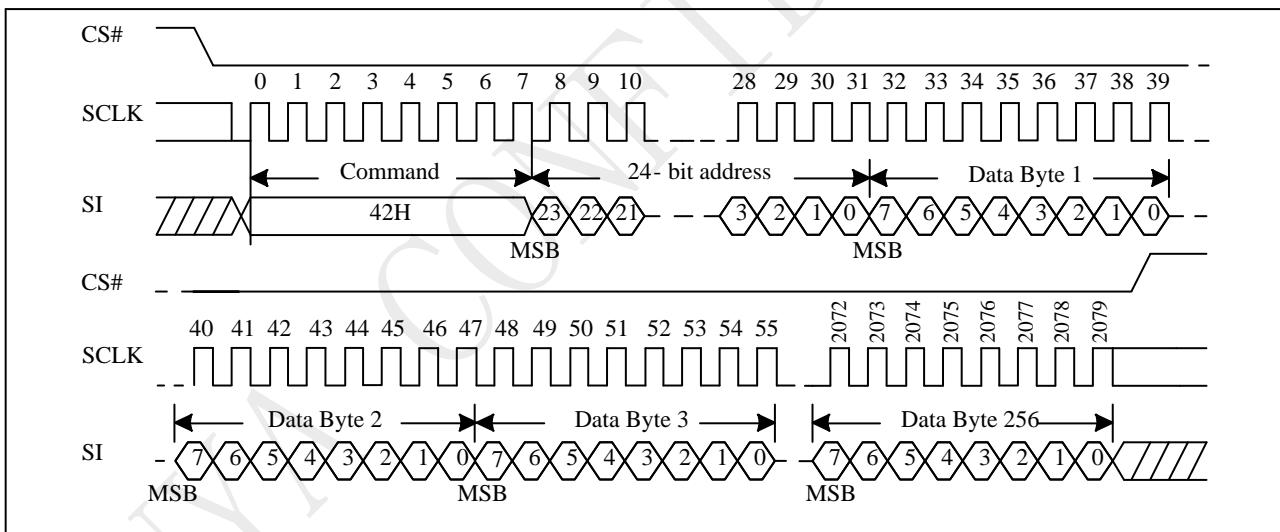 CS#
0 1 2 3 4 5 6 7 8 9 10 28 29 30 31 32 33 34 35 36 37 38 39
SCLK
Command 24- bit address Data Byte 1
SI 42H 23 22 21 3 2 1 0 7 6 5 4 3 2 1 0
MSB MSB
CS#
40 41 42 43 44 45 46 47 48 49 50 51 52 53 54 55 2072 2073 2074 2075 2076 2077 2078 2079
SCLK
Data Byte 2 Data Byte 3 Data Byte 256
SI 7 6 5 4 3 2 1 0 7 6 5 4 3 2 1 0 7 6 5 4 3 2 1 0
MSB MSB MSB